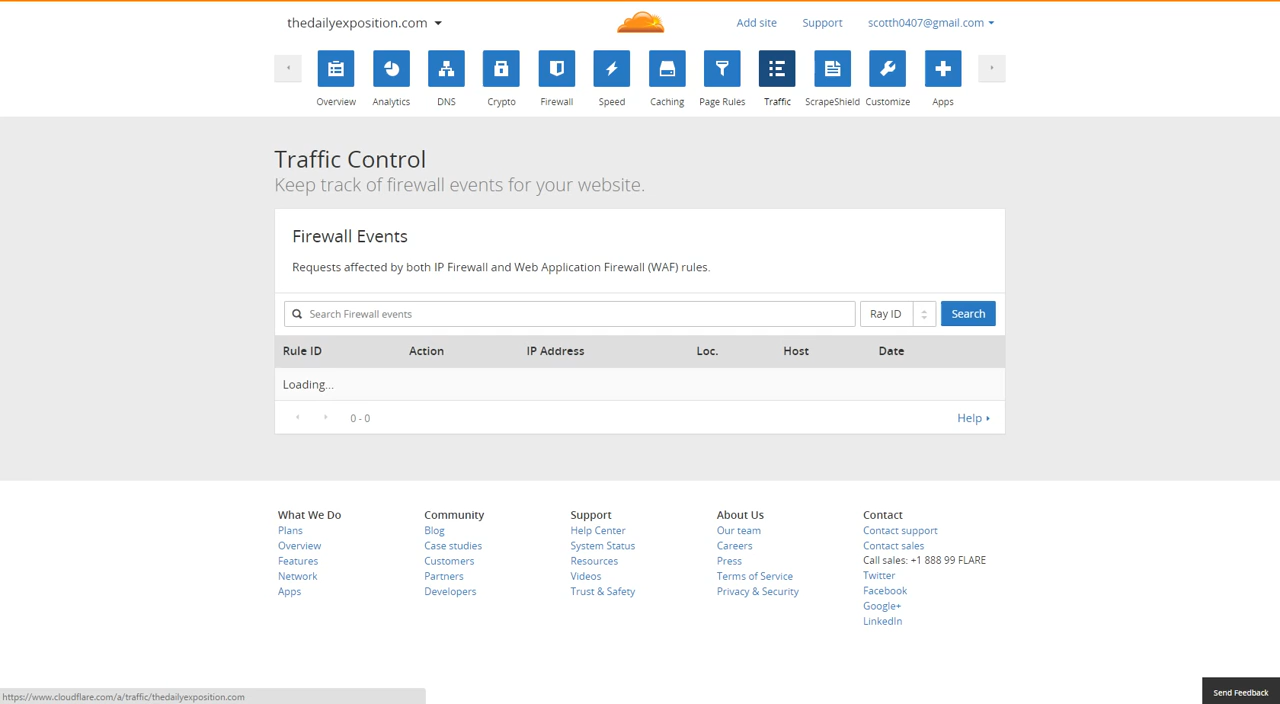 thedailyexposition.com
Add site Support scotth0407@gmail.com
Overview Analytics DNS Crypto Firewall Speed Caching Page Rules Traffic ScrapeShield Customize Apps
Traffic Control
Keep track of firewall events for your website.
Firewall Events
Requests affected by both IP Firewall and Web Application Firewall (WAF) rules.
Search Firewall events Ray ID Search
Rule ID Action IP Address Loc. Host Date
Loading...
0 - 0 Help
What We Do Community Support About Us Contact
Plans Blog Help Center Our team Contact support
Overview Case studies System Status Careers Contact sales
Features Customers Resources Press Call sales: +1 888 99 FLARE
Network Partners Videos Terms of Service Twitter
Apps Developers Trust & Safety Privacy & Security Facebook
Google+
LinkedIn
https://www.cloudflare.com/a/traffic/thedailyexposition.com
Send Feedback